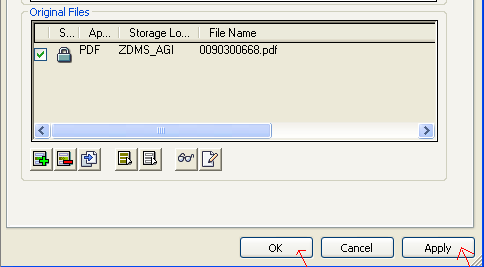 Original Files
S... Ap... Storage Lo... File Name
PDF ZDMS_AGI 0090300668.pdf
OK Cancel Apply